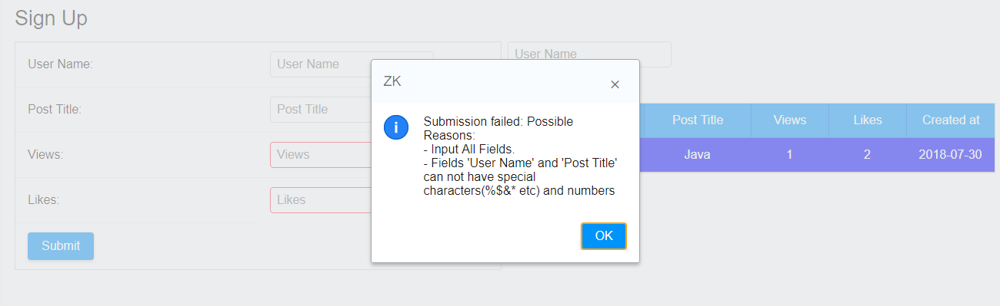 Sign Up
User Name:
User Name
Post Title:
Post Title
Views:
Views
Likes:
Likes
Submit
User Name
Post Title Views Likes Created at
Java 1 2 2018-07-30
ZK
×
i
Submission failed: Possible
Reasons:
- Input All Fields.
- Fields 'User Name' and 'Post Title'
can not have special
characters(%$&* etc) and numbers
OK